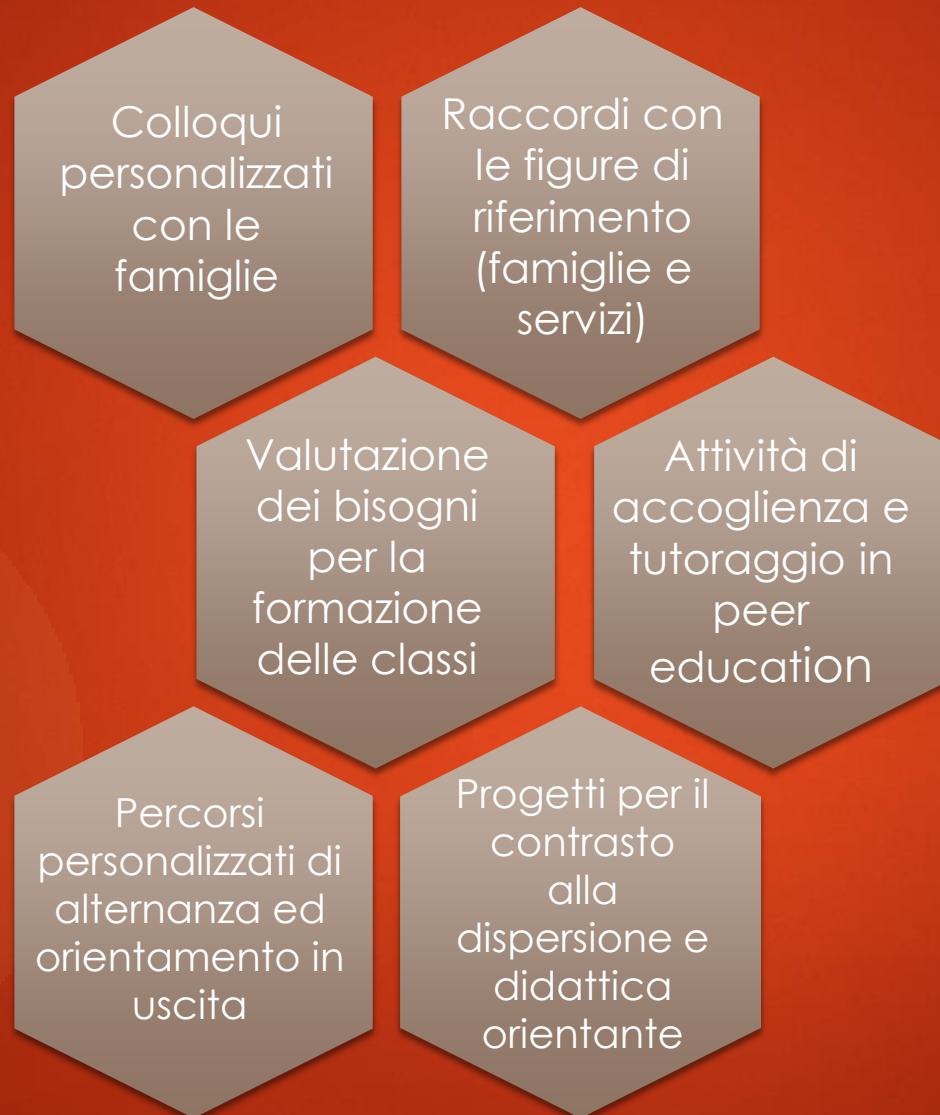 Colloqui
personalizzati
con le
famiglie
Raccordi con
le figure di
riferimento
(famiglie e
servizi)
Valutazione
dei bisogni
per la
formazione
delle classi
Attività di
accoglienza e
tutoraggio in
peer
education
Percorsi
personalizzati di
alternanza ed
orientamento in
uscita
Progetti per il
contrasto
alla
dispersione e
didattica
orientante